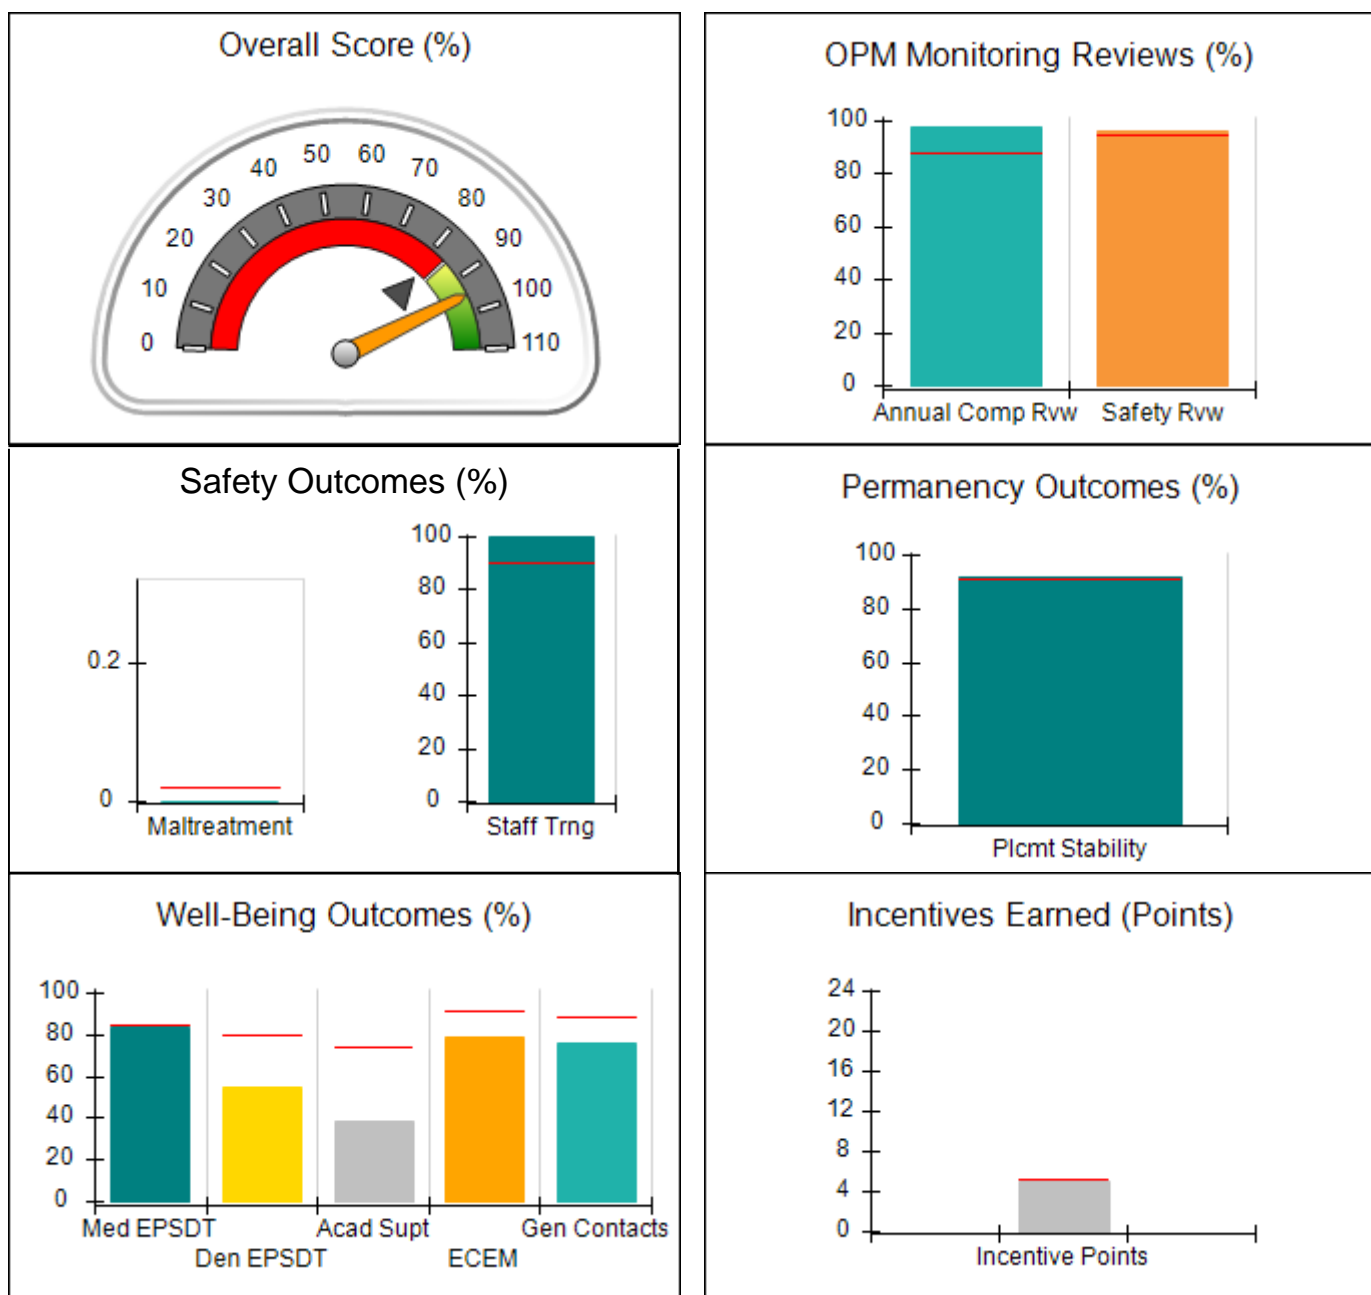 Overall Score (%)
0
10
20
30
40
50
60
70
80
90
100
110
OPM Monitoring Reviews (%)
100
80
60
40
20
0
Annual Comp Rvw
Safety Rvw
Safety Outcomes (%)
0.2
0
Maltreatment
100
80
60
40
20
0
Staff Trng
Permanency Outcomes (%)
100
80
60
40
20
0
Plcmt Stability
Well-Being Outcomes (%)
100
80
60
40
20
0
Med EPSDT
Den EPSDT
Acad Supt
ECEM
Gen Contacts
Incentives Earned (Points)
24
20
16
12
8
4
0
Incentive Points